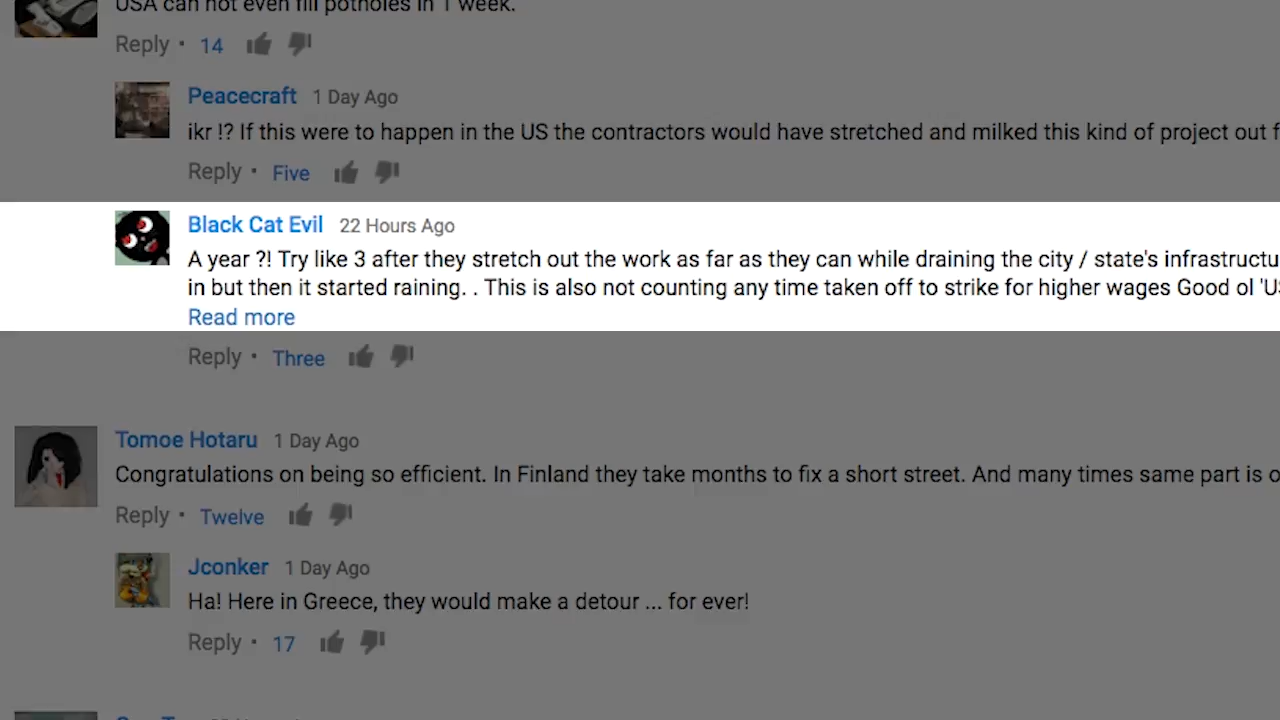 USA can not even fill potholes in 1 week.
Reply • 14
Peacecraft 1 Day Ago
ikr !? If this were to happen in the US the contractors would have stretched and milked this kind of project out f
Reply • Five
Black Cat Evil 22 Hours Ago
A year ?! Try like 3 after they stretch out the work as far as they can while draining the city / state's infrastructu
in but then it started raining. . This is also not counting any time taken off to strike for higher wages Good ol 'US
Read more
Reply • Three
Tomoe Hotaru 1 Day Ago
Congratulations on being so efficient. In Finland they take months to fix a short street. And many times same part is o
Reply • Twelve
Jconker 1 Day Ago
Ha! Here in Greece, they would make a detour ... for ever!
Reply • 17